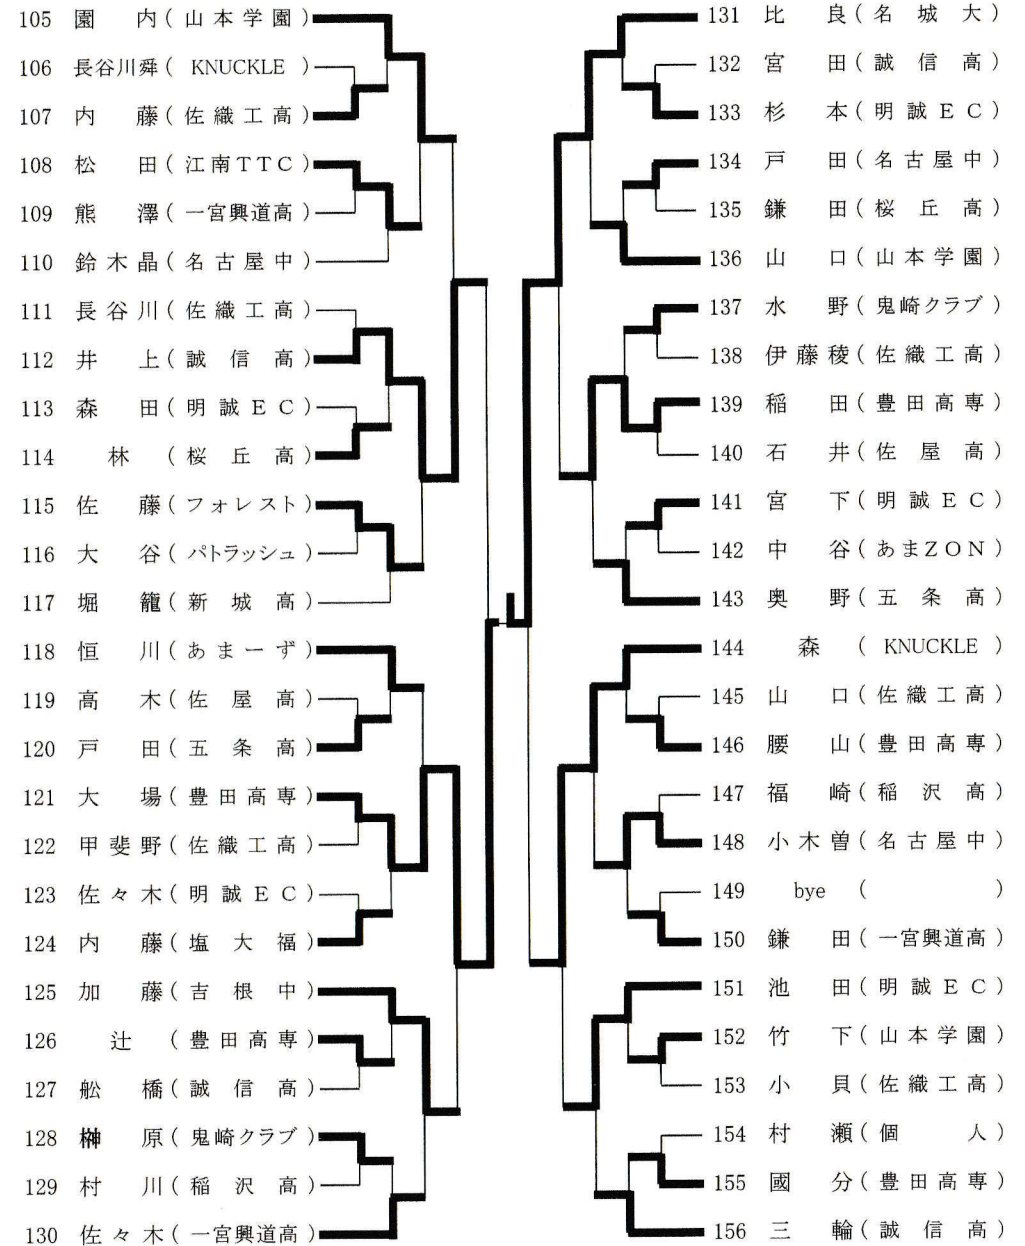 105 園内(山本学園)
106 長谷川舜(KNUCKLE)
107 内藤(佐織工高)
108 松田(江南TTC)
109 熊澤(一宮興道高)
110 鈴木晶(名古屋中)
111 長谷川(佐織工高)
112 井上(誠信高)
113 森田(明誠EC)
114 林(桜丘高)
115 佐藤(フォレスト)
116 大谷(パトラッシュ)
117 堀籠(新城高)
118 恒川(あまーず)
119 高木(佐屋高)
120 戸田(五条高)
121 大場(豊田高専)
122 甲斐野(佐織工高)
123 佐々木(明誠EC)
124 内藤(塩大福)
125 加藤(吉根中)
126 辻(豊田高専)
127 舩橋(誠信高)
128 榊原(鬼崎クラブ)
129 村川(稲沢高)
130 佐々木(一宮興道高)
131 比良(名城大)
132 宮田(誠信高)
133 杉本(明誠EC)
134 戸田(名古屋中)
135 鎌田(桜丘高)
136 山口(山本学園)
137 水野(鬼崎クラブ)
138 伊藤稜(佐織工高)
139 稲田(豊田高専)
140 石井(佐屋高)
141 宮下(明誠EC)
142 中谷(あまZON)
143 奥野(五条高)
144 森(KNUCKLE)
145 山口(佐織工高)
146 腰山(豊田高専)
147 福崎(稲沢高)
148 小木曽(名古屋中)
149 bye( )
150 鎌田(一宮興道高)
151 池田(明誠EC)
152 竹下(山本学園)
153 小貝(佐織工高)
154 村瀬(個人)
155 國分(豊田高専)
156 三輪(誠信高)